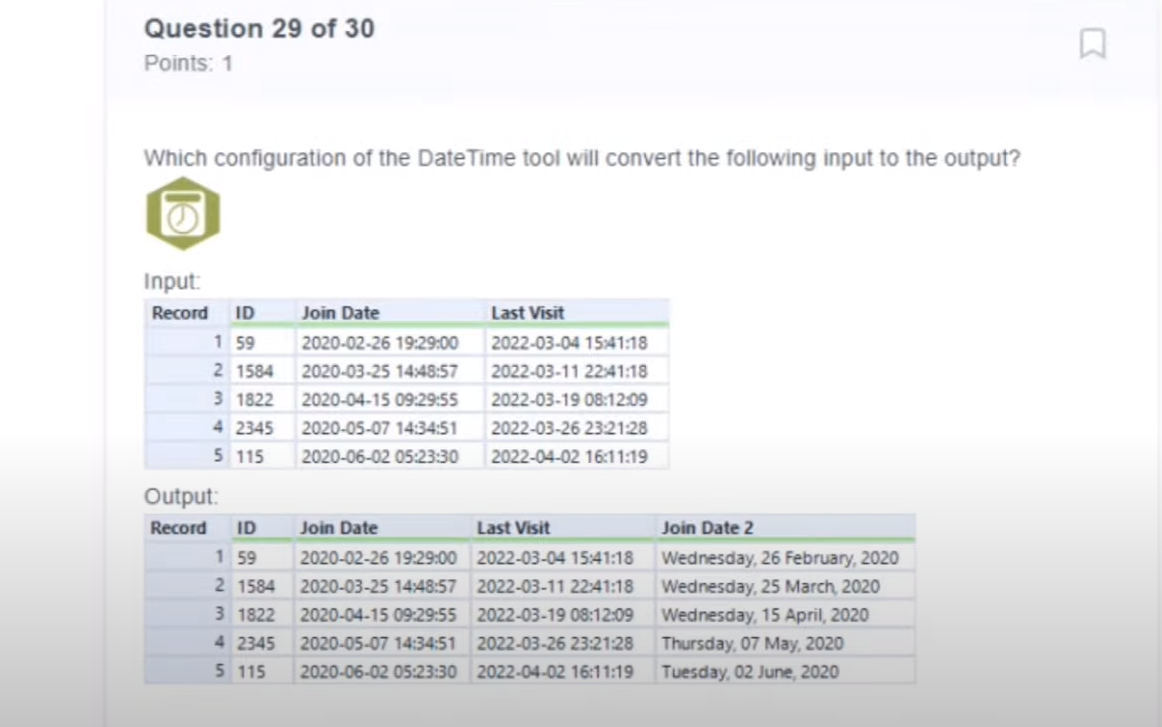 Question 29 of 30
Points: 1
Which configuration of the DateTime tool will convert the following input to the output?
Input:
Record ID Join Date Last Visit
1 59 2020-02-26 19:29:00 2022-03-04 15:41:18
2 1584 2020-03-25 14:48:57 2022-03-11 22:41:18
3 1822 2020-04-15 09:29:55 2022-03-19 08:12:09
4 2345 2020-05-07 14:34:51 2022-03-26 23:21:28
5 115 2020-06-02 05:23:30 2022-04-02 16:11:19
Output:
Record ID Join Date Last Visit Join Date 2
1 59 2020-02-26 19:29:00 2022-03-04 15:41:18 Wednesday, 26 February, 2020
2 1584 2020-03-25 14:48:57 2022-03-11 22:41:18 Wednesday, 25 March, 2020
3 1822 2020-04-15 09:29:55 2022-03-19 08:12:09 Wednesday, 15 April, 2020
4 2345 2020-05-07 14:34:51 2022-03-26 23:21:28 Thursday, 07 May, 2020
5 115 2020-06-02 05:23:30 2022-04-02 16:11:19 Tuesday, 02 June, 2020